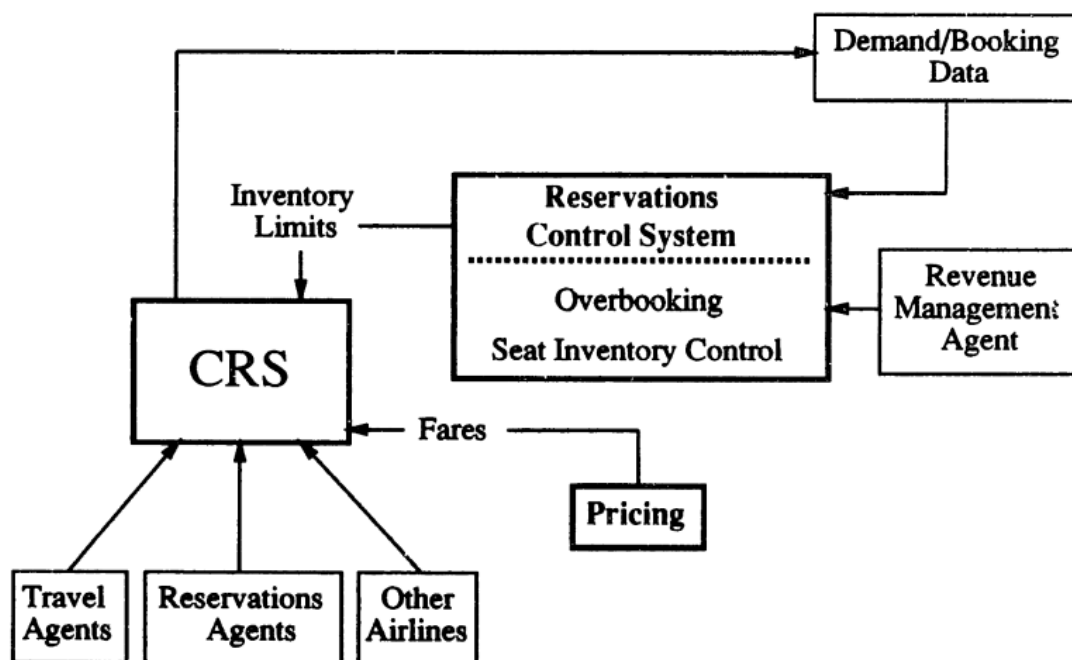 Demand/Booking
Data
Inventory
Limits
Reservations
Control System
Overbooking
Seat Inventory Control
Revenue
Management
Agent
CRS
Fares
Pricing
Travel
Agents
Reservations
Agents
Other
Airlines